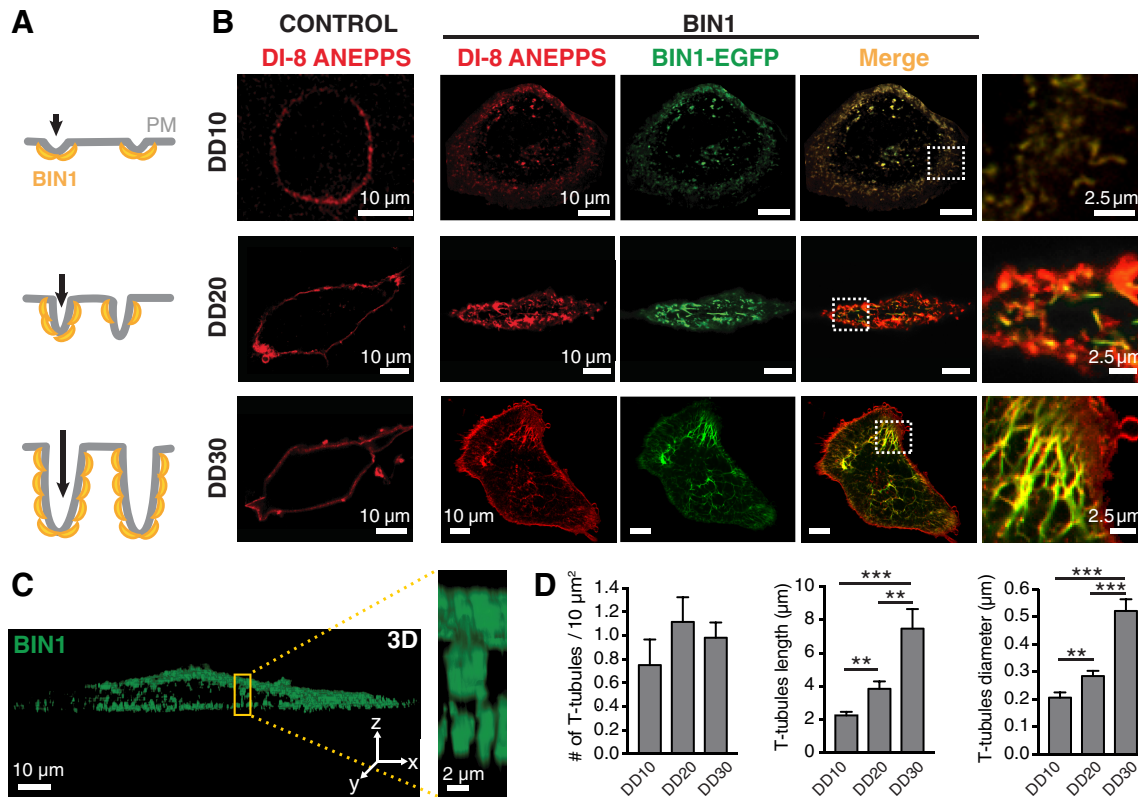 A
PM
BIN1
B
CONTROL
BIN1
DI-8 ANEPPS
DI-8 ANEPPS
BIN1-EGFP
Merge
DD10
10 µm
10 µm
2.5 µm
DD20
10 µm
10 µm
2.5 µm
DD30
10 µm
10 µm
2.5 µm
C
BIN1
3D
z
x
y
10 µm
2 µm
D
# of T-tubules / 10 µm²
1.4
1.2
1.0
0.8
0.6
0.4
0.2
0.0
DD10
DD20
DD30
T-tubules length (µm)
10
8
6
4
2
0
***
**
**
DD10
DD20
DD30
T-tubules diameter (µm)
0.6
0.5
0.4
0.3
0.2
0.1
0
***
***
**
DD10
DD20
DD30